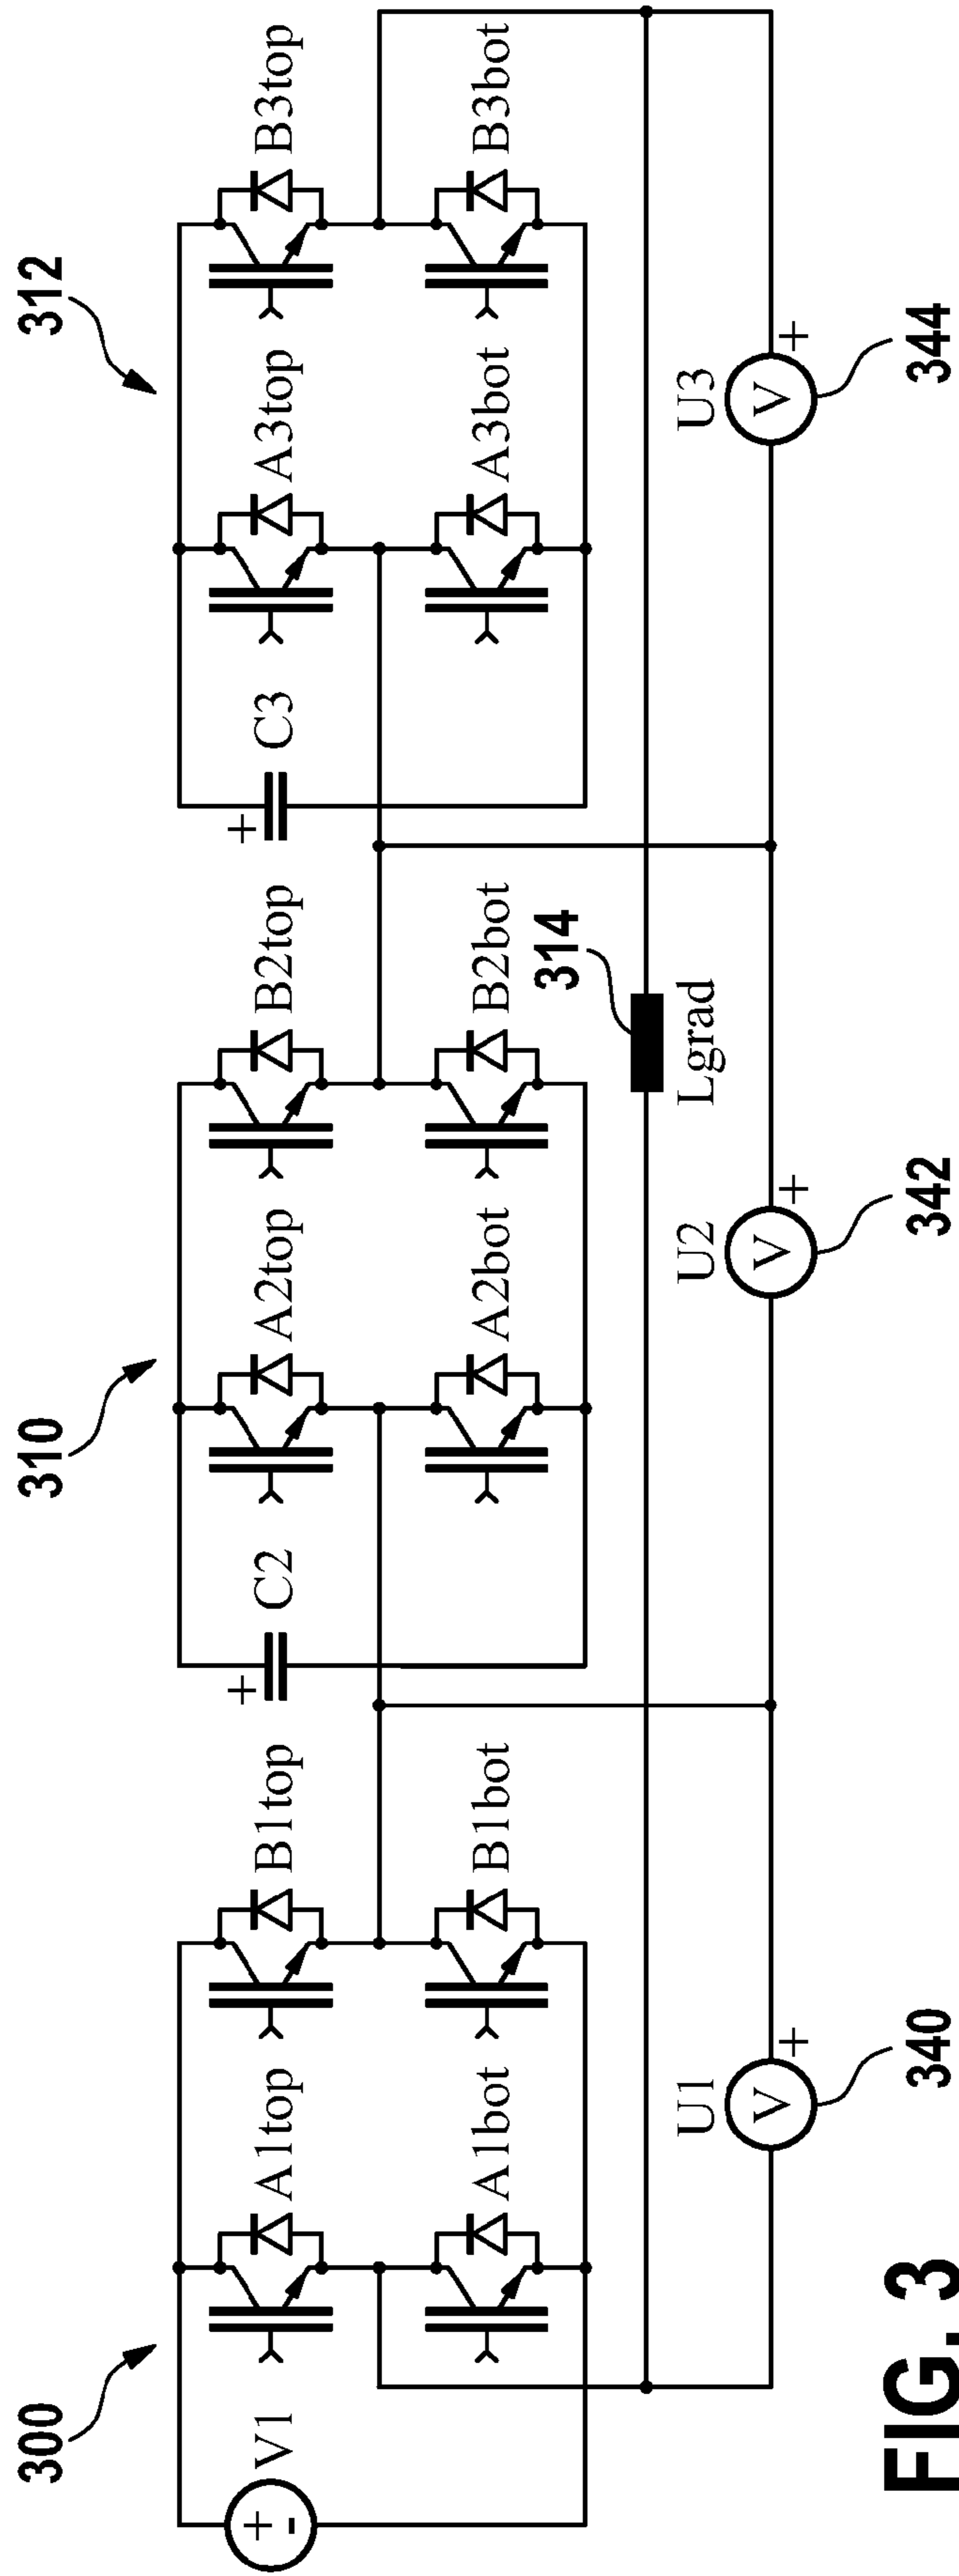 300
310
312
V1
A1top
B1top
C2
A2top
B2top
C3
A3top
B3top
A1bot
B1bot
A2bot
B2bot
A3bot
B3bot
+
-
+
+
314
Lgrad
U1
V
+
U2
V
+
U3
V
+
340
342
344
FIG. 3